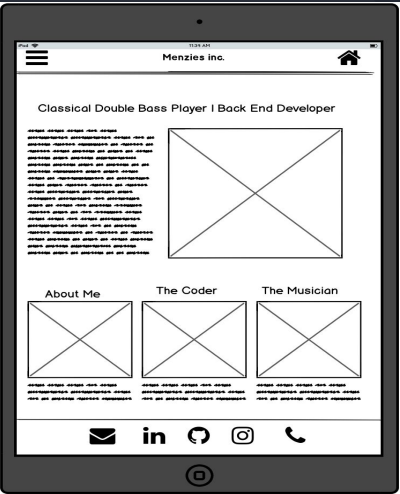 iPad
11:25 AM
Menzies inc.
Classical Double Bass Player | Back End Developer
About Me
The Coder
The Musician
in